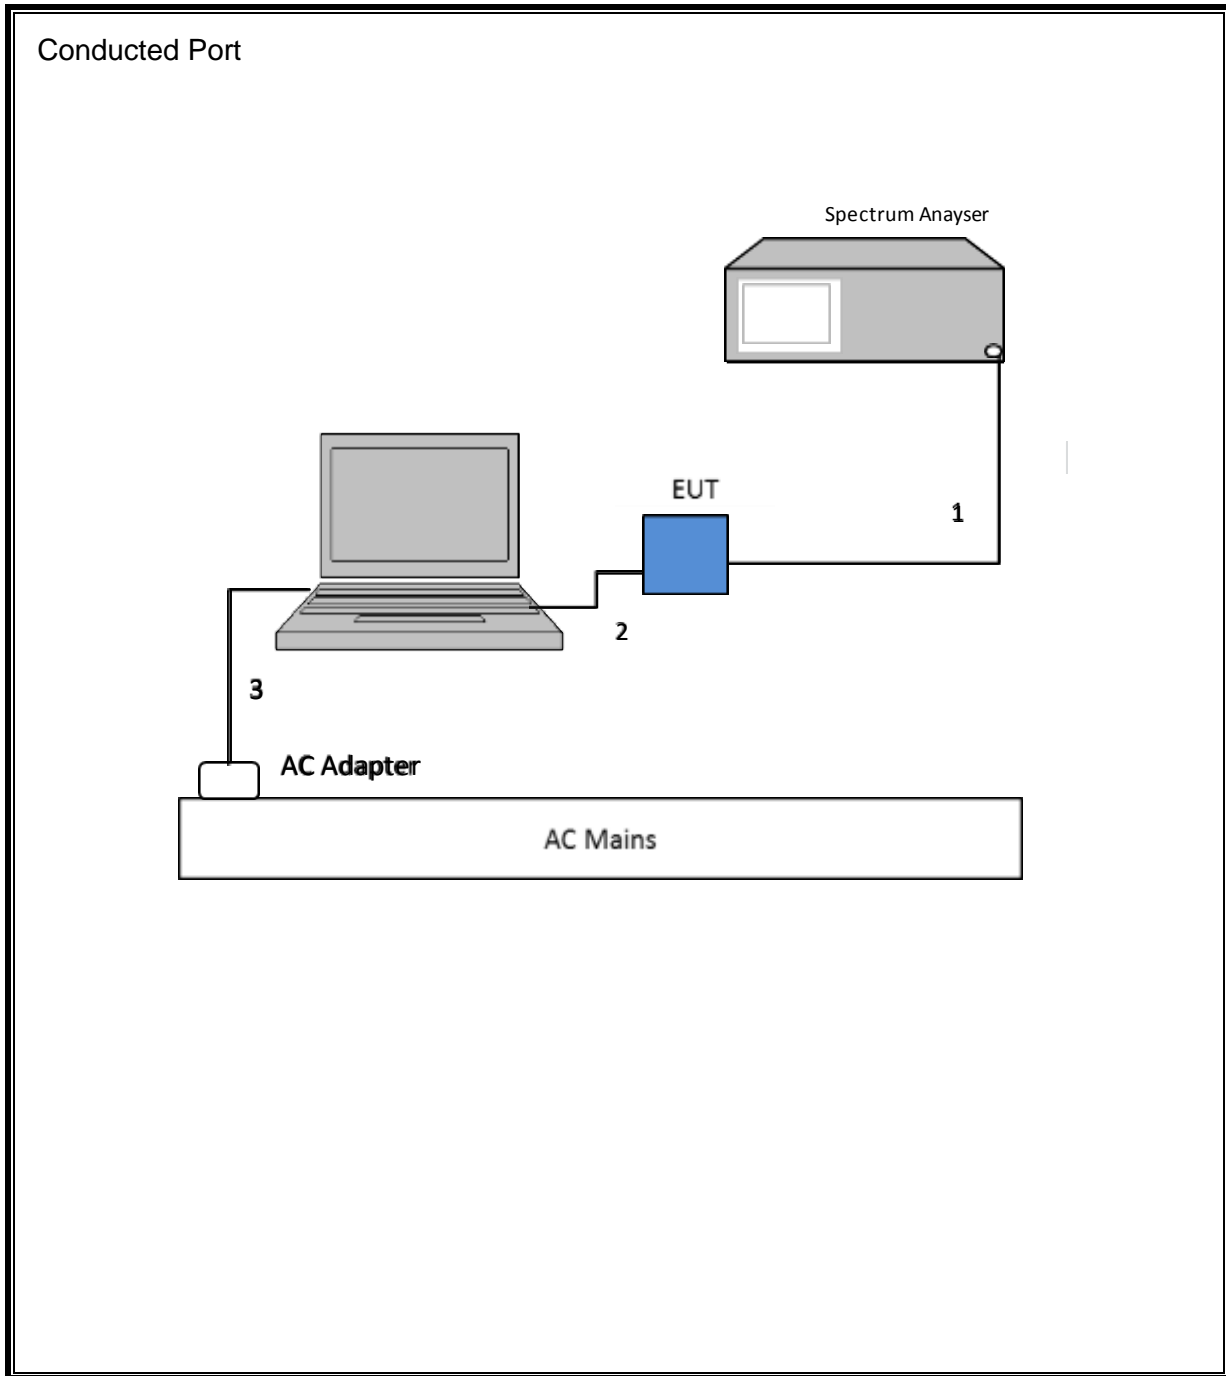 Conducted Port
Spectrum Anayser
EUT
1
2
3
AC Adapter
AC Mains